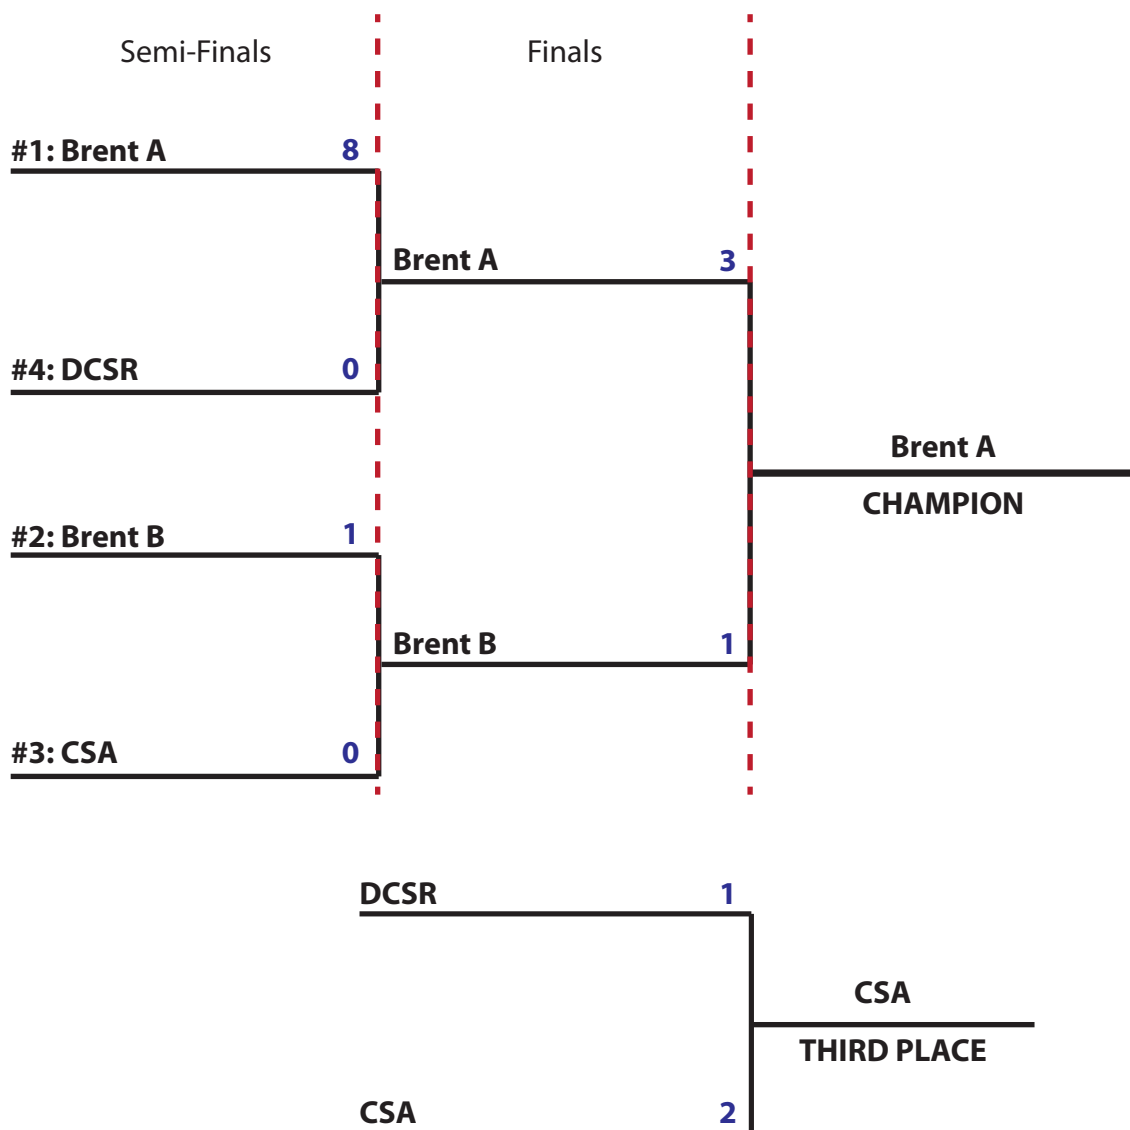 Semi-Finals Finals
#1: Brent A 8
Brent A 3
#4: DCSR 0
Brent A
CHAMPION
#2: Brent B 1
Brent B 1
#3: CSA 0
DCSR 1
CSA
THIRD PLACE
CSA 2